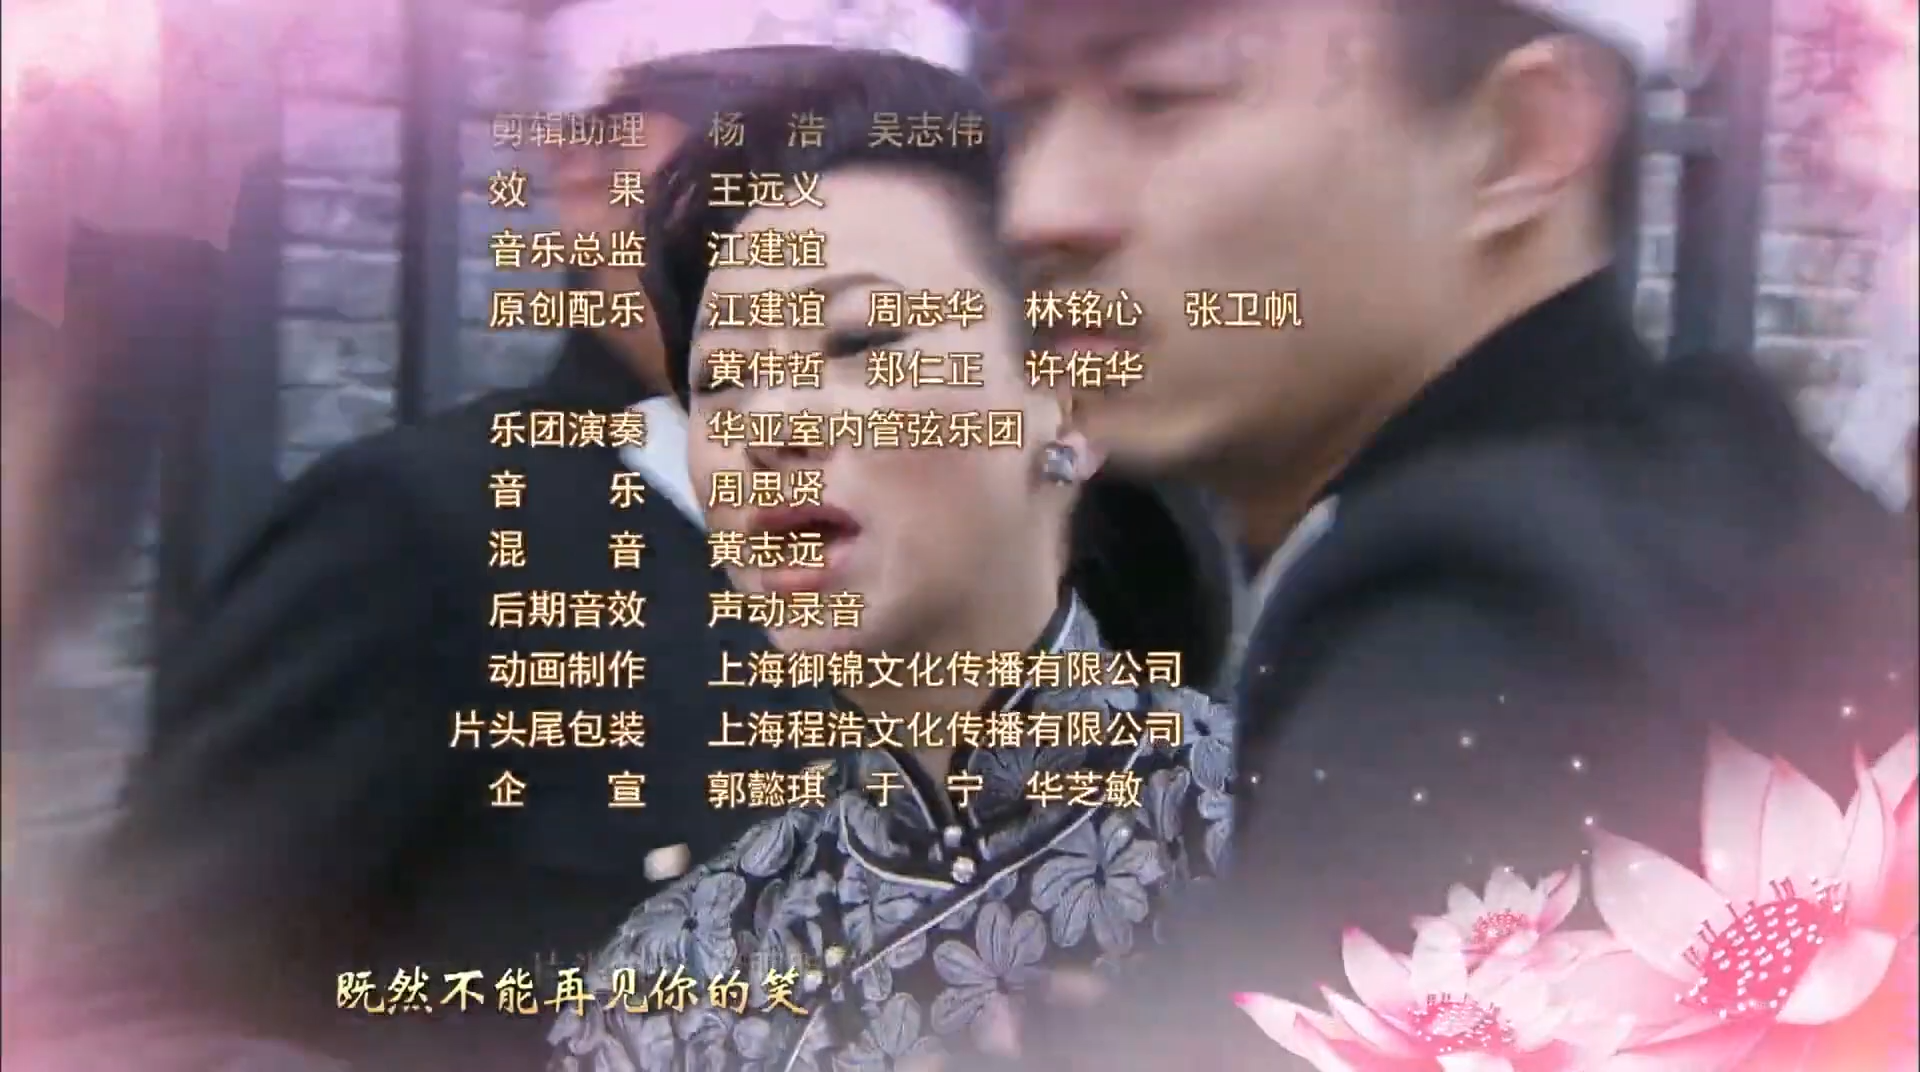 剪辑助理 杨 浩 吴志伟
效 果 王远义
音乐总监 江建谊
原创配乐 江建谊 周志华 林铭心 张卫帆
黄伟哲 郑仁正 许佑华
乐团演奏 华亚室内管弦乐团
音 乐 周思贤
混 音 黄志远
后期音效 声动录音
动画制作 上海御锦文化传播有限公司
片头尾包装 上海程浩文化传播有限公司
企 宣 郭懿琪 于 宁 华芝敏
既然不能再见你的笑